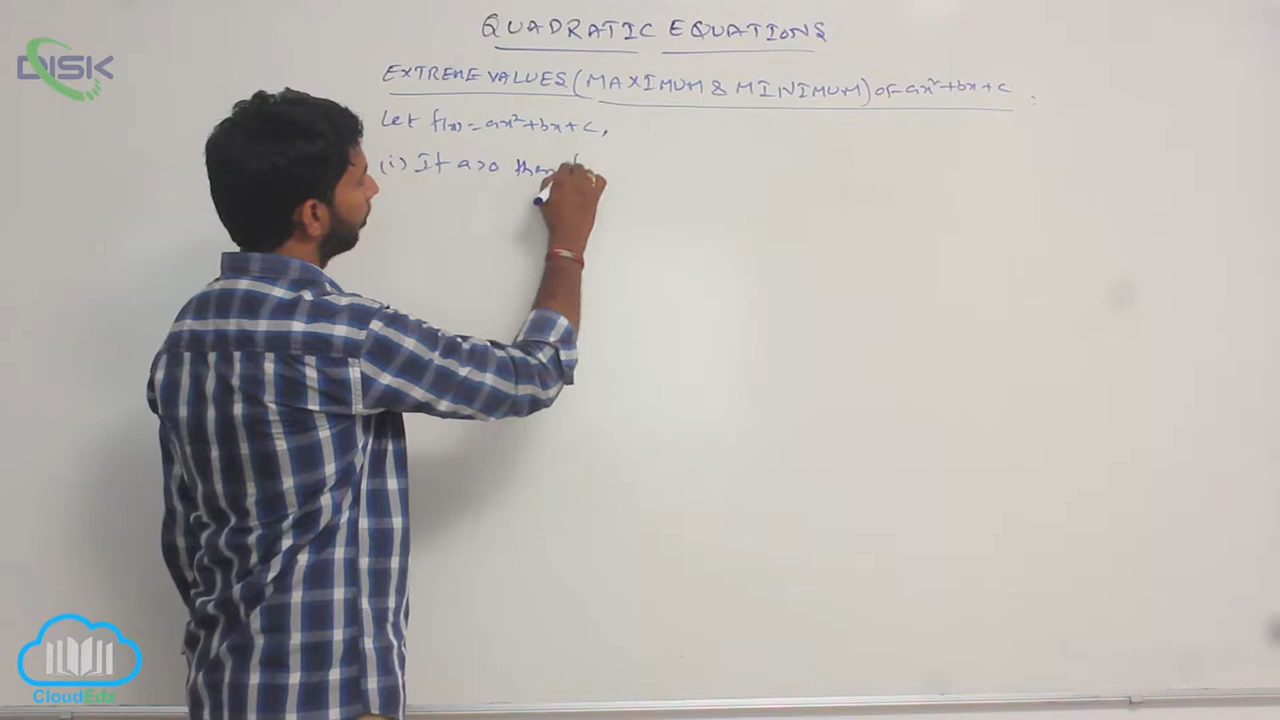 DISK
QUADRATIC EQUATIONS
EXTREME VALUES (MAXIMUM & MINIMUM) of ax²+bx+c
Let f(x) = ax²+bx+c,
(i) If a>0 then
CloudEdz